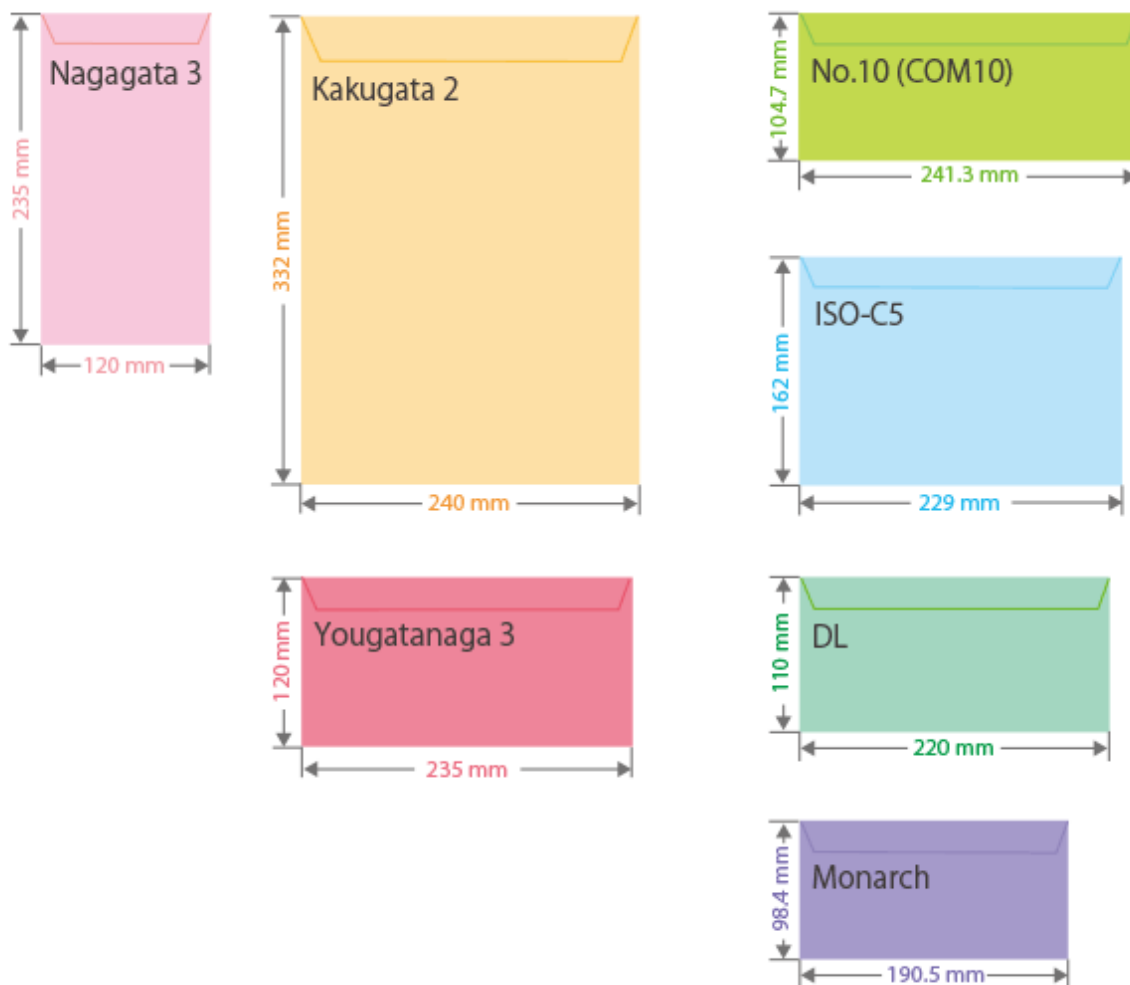 Nagagata 3
235 mm
120 mm
Kakugata 2
332 mm
240 mm
Yougatanaga 3
120 mm
235 mm
No.10 (COM10)
104.7 mm
241.3 mm
ISO-C5
162 mm
229 mm
DL
110 mm
220 mm
Monarch
98.4 mm
190.5 mm